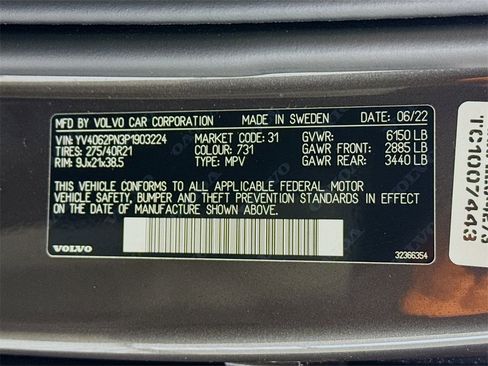 MFD BY VOLVO CAR CORPORATION MADE IN SWEDEN DATE: 06/22
VIN: YV4062PN3P1903224 MARKET CODE: 31 GVWR: 6150 LB
TIRES: 275/40R21 COLOUR: 731 GAWR FRONT: 2885 LB
RIM: 9Jx21x38.5 TYPE: MPV GAWR REAR: 3440 LB
THIS VEHICLE CONFORMS TO ALL APPLICABLE FEDERAL MOTOR
VEHICLE SAFETY, BUMPER AND THEFT PREVENTION STANDARDS IN EFFECT
ON THE DATE OF MANUFACTURE SHOWN ABOVE.
VOLVO
32366354
TC1007443